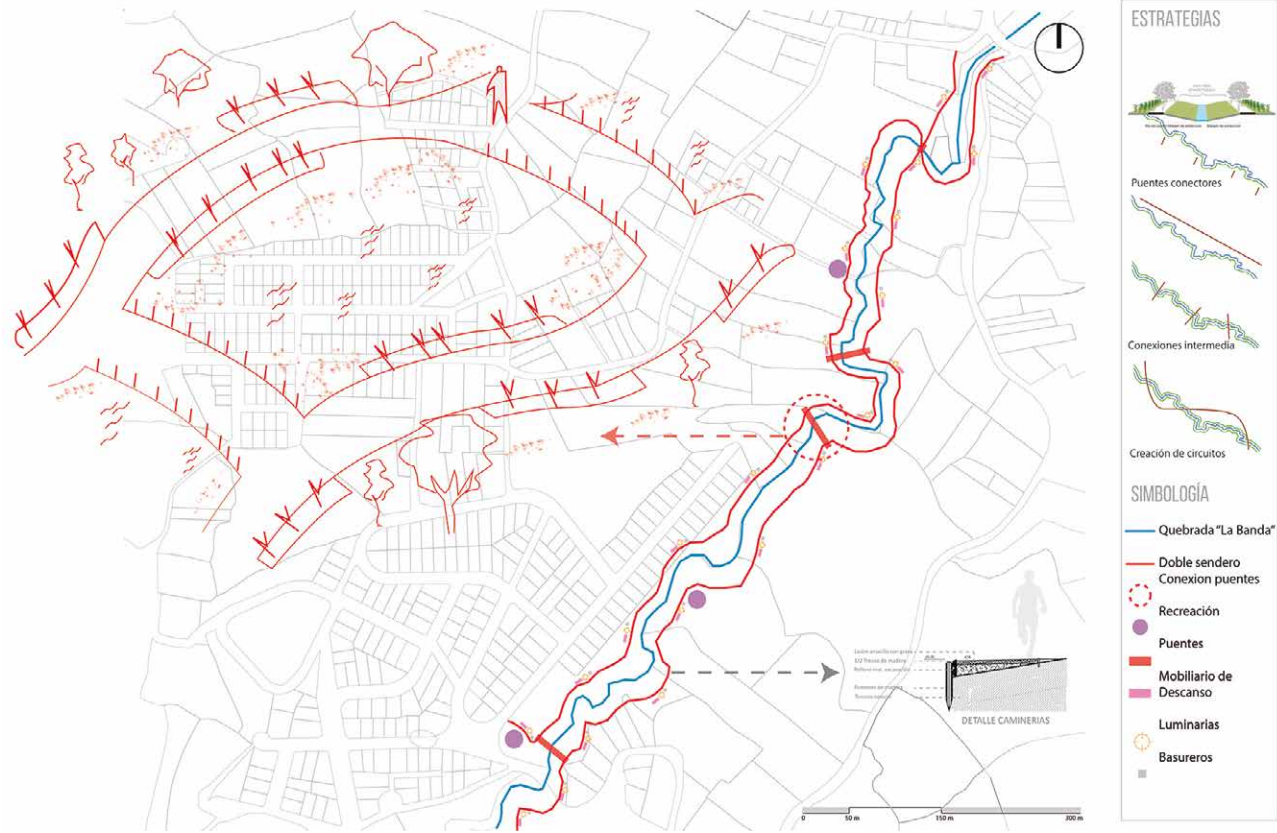 ESTRATEGIAS
Puentes conectores
Conexiones intermedia
Creación de circuitos
SIMBOLOGÍA
Quebrada "La Banda"
Doble sendero
Conexion puentes
Recreación
Puentes
Mobiliario de
Descanso
Luminarias
Basureros
DETALLE CAMINERIAS
0 50 m 150 m 300 m